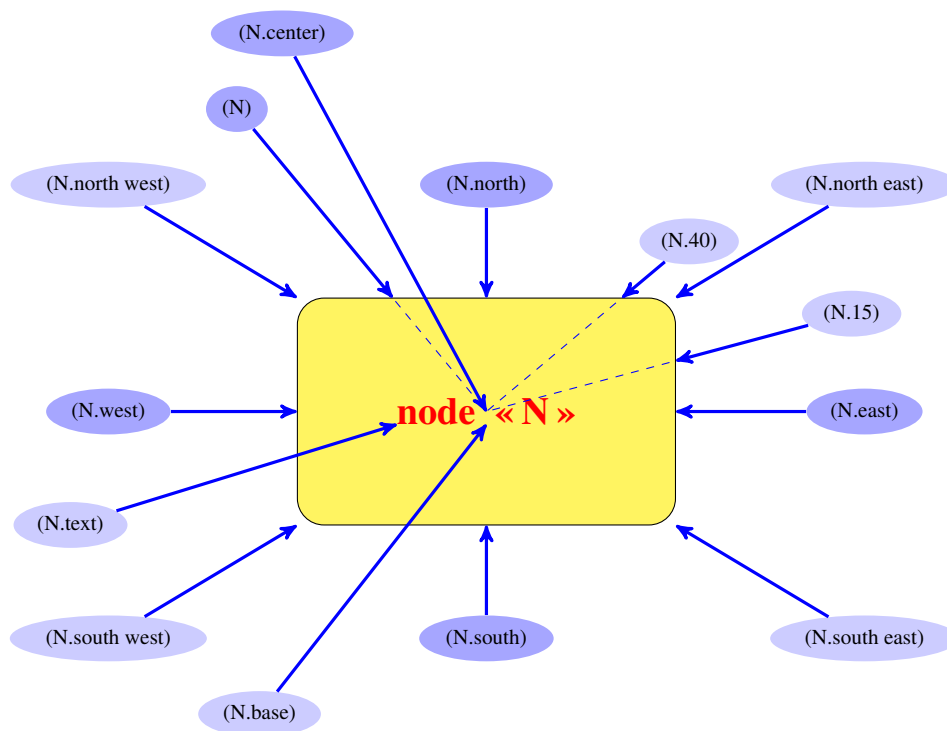 (N.center)
(N)
(N.north west)
(N.north)
(N.north east)
(N.40)
(N.15)
(N.west)
node « N »
(N.east)
(N.text)
(N.south west)
(N.south)
(N.south east)
(N.base)